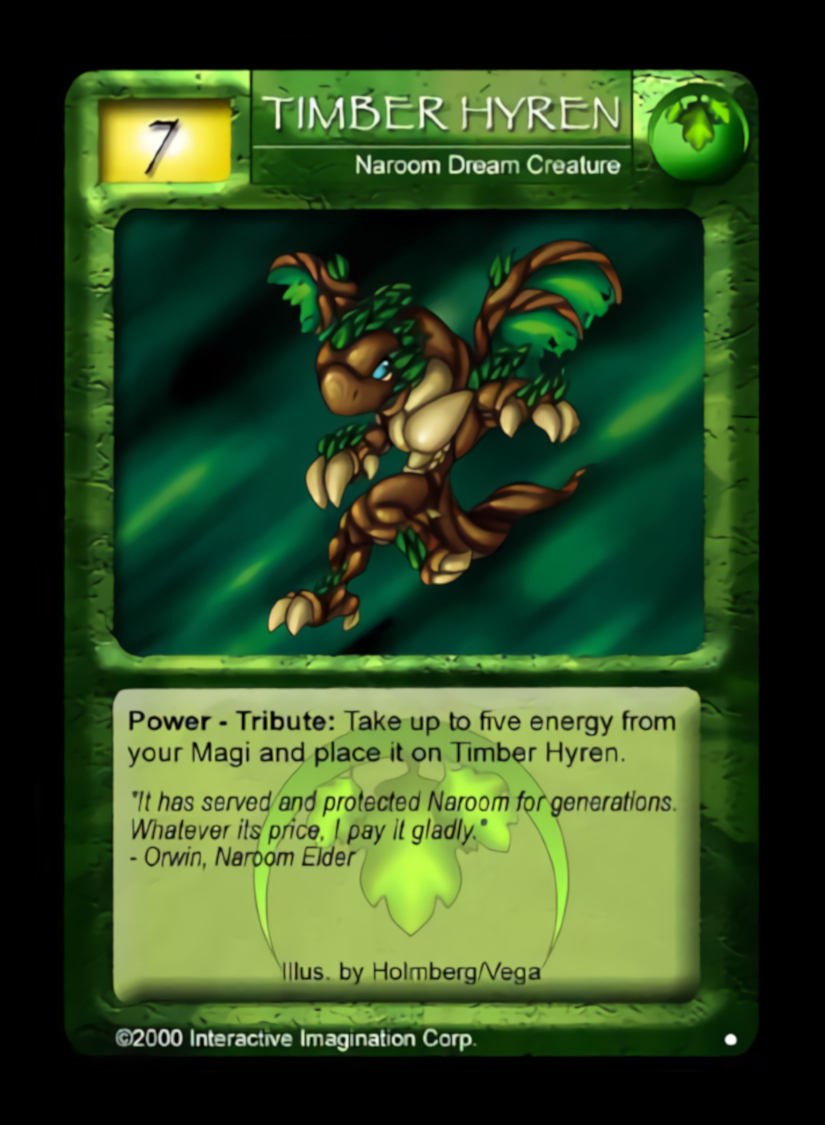 7
TIMBER HYREN
Naroom Dream Creature
Power - Tribute: Take up to five energy from
your Magi and place it on Timber Hyren.
"It has served and protected Naroom for generations.
Whatever its price, I pay it gladly."
- Orwin, Naroom Elder
Illus. by Holmberg/Vega
©2000 Interactive Imagination Corp.